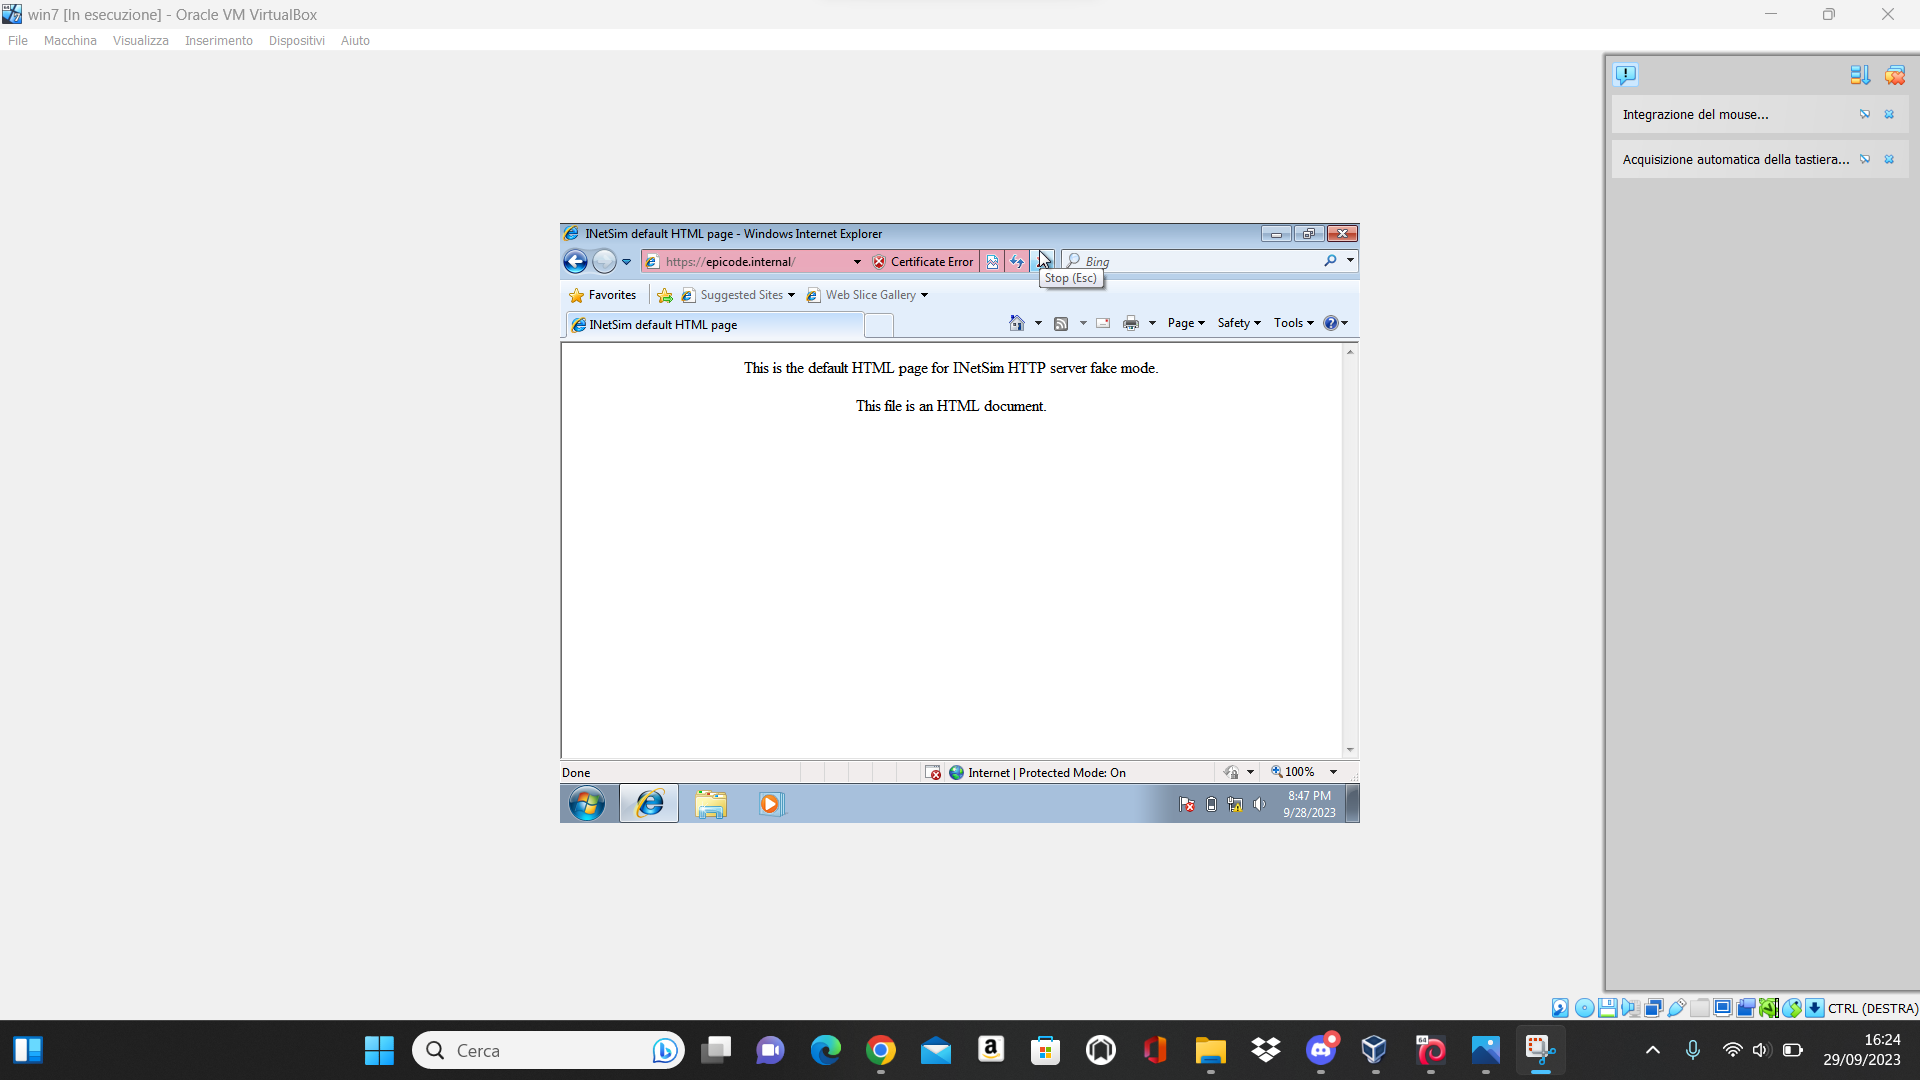 win7 [In esecuzione] - Oracle VM VirtualBox
File Macchina Visualizza Inserimento Dispositivi Aiuto
Integrazione del mouse...
Acquisizione automatica della tastiera...
INetSim default HTML page - Windows Internet Explorer
https://epicode.internal/ Certificate Error Bing
Stop (Esc)
Favorites Suggested Sites Web Slice Gallery
INetSim default HTML page Page Safety Tools
This is the default HTML page for INetSim HTTP server fake mode.
This file is an HTML document.
Done Internet | Protected Mode: On 100%
8:47 PM
9/28/2023
CTRL (DESTRA)
Cerca
16:24
29/09/2023